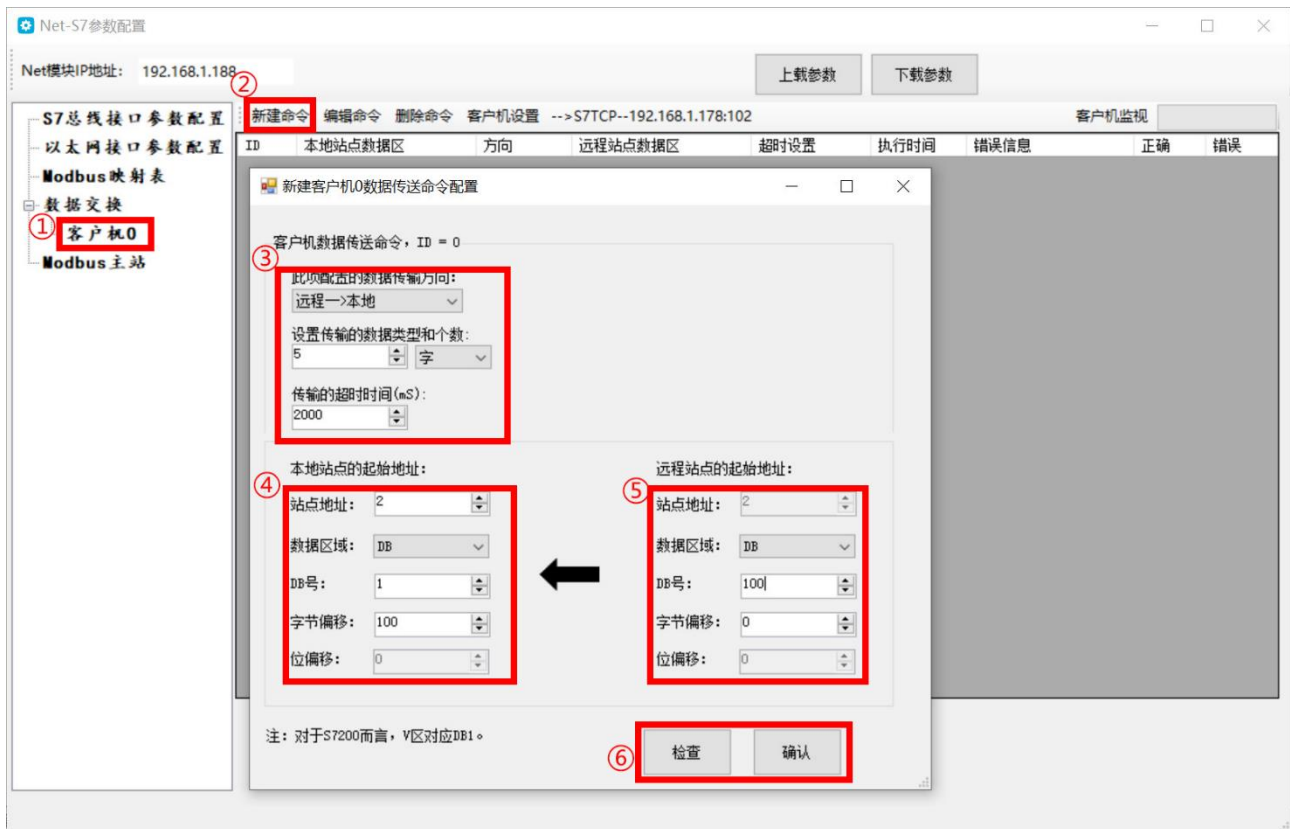 Net-S7参数配置
Net模块IP地址: 192.168.1.188
上载参数 下载参数
②
S7总线接口参数配置
以太网接口参数配置
Modbus映射表
数据交换
①
客户机0
Modbus主站
新建命令 编辑命令 删除命令 客户机设置 -->S7TCP--192.168.1.178:102 客户机监视
ID 本地站点数据区 方向 远程站点数据区 超时设置 执行时间 错误信息 正确 错误
新建客户机0数据传送命令配置
客户机数据传送命令,ID = 0
③
此项配置的数据传输方向:
远程—>本地
设置传输的数据类型和个数:
5 字
传输的超时时间(mS):
2000
本地站点的起始地址:
④
站点地址: 2
数据区域: DB
DB号: 1
字节偏移: 100
位偏移: 0
远程站点的起始地址:
⑤
站点地址: 2
数据区域: DB
DB号: 100
字节偏移: 0
位偏移: 0
注: 对于S7200而言,V区对应DB1。
⑥
检查 确认